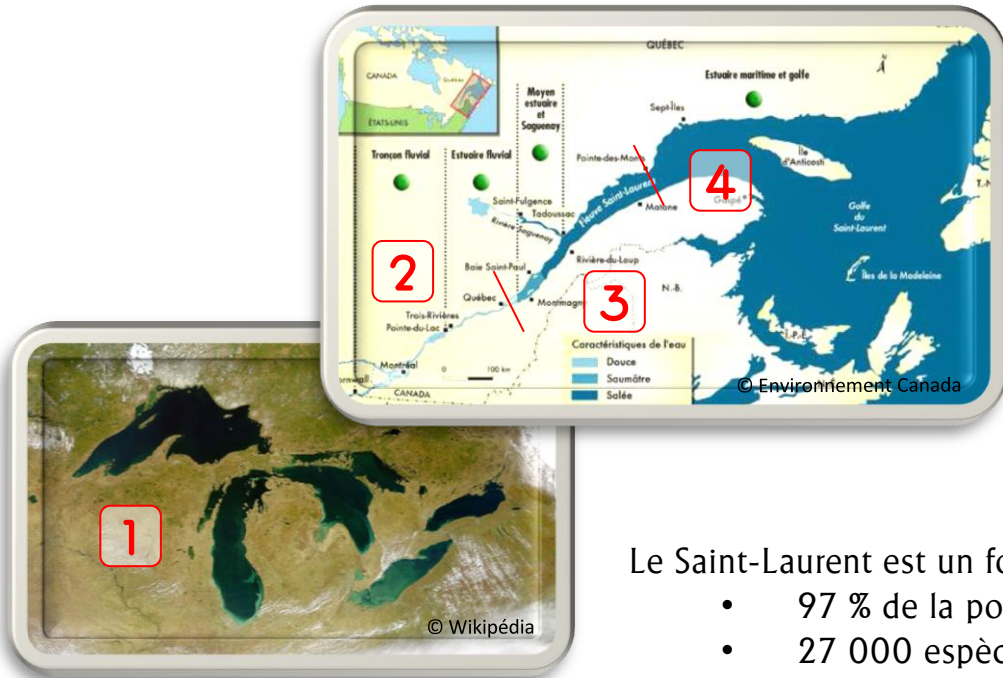 QUÉBEC
CANADA
Québec
ÉTATS-UNIS
Estuaire maritime et golfe
Moyen
estuaire
et
Saguenay
Sept-Îles
Tronçon fluvial
Estuaire fluvial
Pointe-des-Monts
Île
d'Anticosti
4
T.-N.
Fleuve Saint-Laurent
Gaspé
Matane
Saint-Fulgence
Tadoussac
Rivière Saguenay
Golfe
du
Saint-Laurent
2
Baie Saint-Paul
Rivière-du-Loup
Îles de la Madeleine
Québec
Montmagny
3
N.-B.
Trois-Rivières
Pointe-du-Lac
Î.-P.-É.
Caractéristiques de l'eau
Douce
Saumâtre
Salée
Montréal
0 100 km
CANADA
© Environnement Canada
1
© Wikipédia
Le Saint-Laurent est un fo
• 97 % de la po
• 27 000 espèc